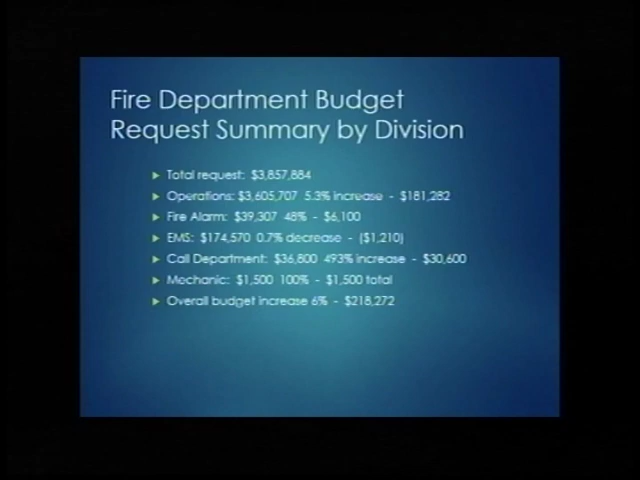 Fire Department Budget
Request Summary by Division
Total request: $3,857,884
Operations: $3,605,707 5.3% increase - $181,282
Fire Alarm: $39,307 48% - $6,100
EMS: $174,570 0.7% decrease - ($1,210)
Call Department: $36,800 493% increase - $30,600
Mechanic: $1,500 100% - $1,500 total
Overall budget increase 6% - $218,272